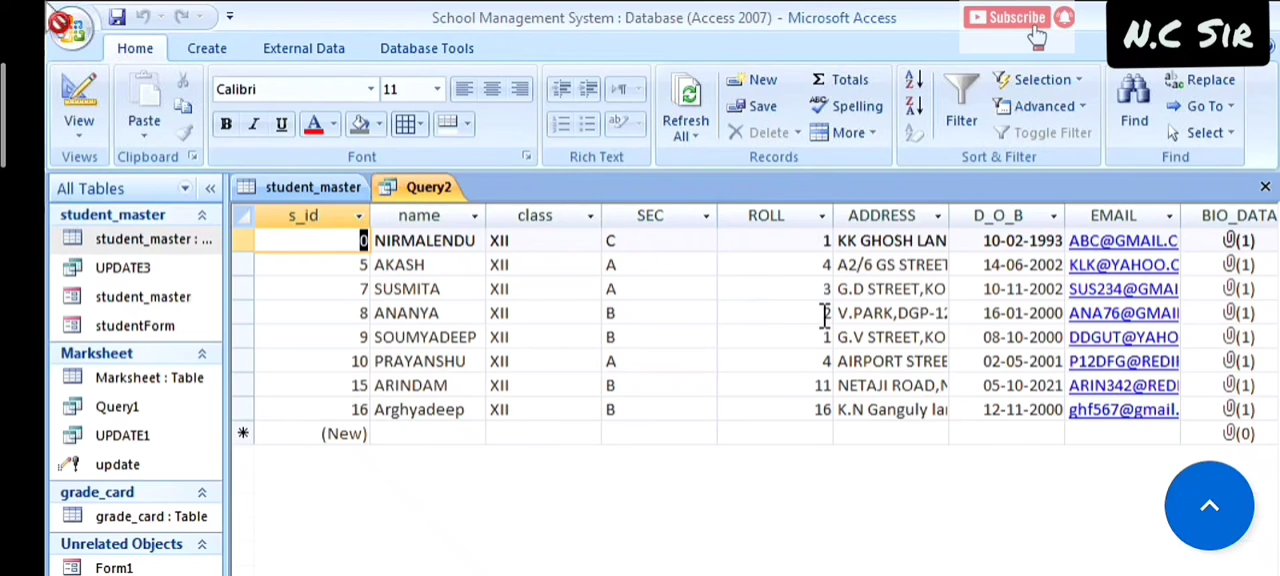 School Management System : Database (Access 2007) - Microsoft Access
Subscribe
N.C SIR
Home Create External Data Database Tools
View
Views
Paste
Clipboard
Calibri 11
B I U A
Font
Rich Text
Refresh All
New
Save
Delete
Totals
Spelling
More
Records
Filter
Selection
Advanced
Toggle Filter
Sort & Filter
Find
Replace
Go To
Select
Find
All Tables
student_master
student_master : ...
UPDATE3
student_master
studentForm
Marksheet
Marksheet : Table
Query1
UPDATE1
update
grade_card
grade_card : Table
Unrelated Objects
Form1
student_master Query2
s_id name class SEC ROLL ADDRESS D_O_B EMAIL BIO_DATA
0 NIRMALENDU XII C 1 KK GHOSH LAN 10-02-1993 ABC@GMAIL.C (1)
5 AKASH XII A 4 A2/6 GS STREET 14-06-2002 KLK@YAHOO.C (1)
7 SUSMITA XII A 3 G.D STREET,KO 10-11-2002 SUS234@GMAI (1)
8 ANANYA XII B 2 V.PARK,DGP-12 16-01-2000 ANA76@GMAIL (1)
9 SOUMYADEEP XII B 1 G.V STREET,KO 08-10-2000 DDGUT@YAHO (1)
10 PRAYANSHU XII A 4 AIRPORT STREE 02-05-2001 P12DFG@REDIF (1)
15 ARINDAM XII B 11 NETAJI ROAD,N 05-10-2021 ARIN342@REDI (1)
16 Arghyadeep XII B 16 K.N Ganguly lan 12-11-2000 ghf567@gmail. (1)
(New) (0)